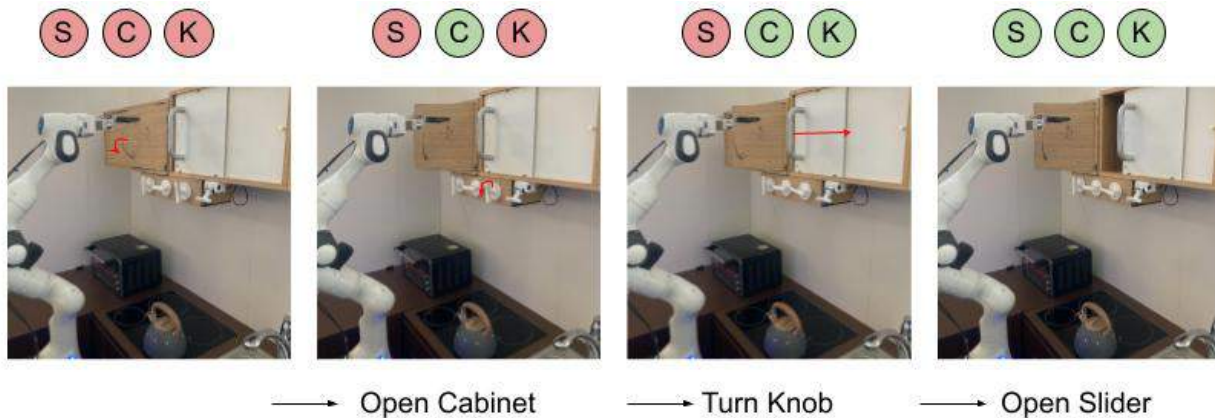 S C K
S C K
S C K
S C K
Open Cabinet
Turn Knob
Open Slider